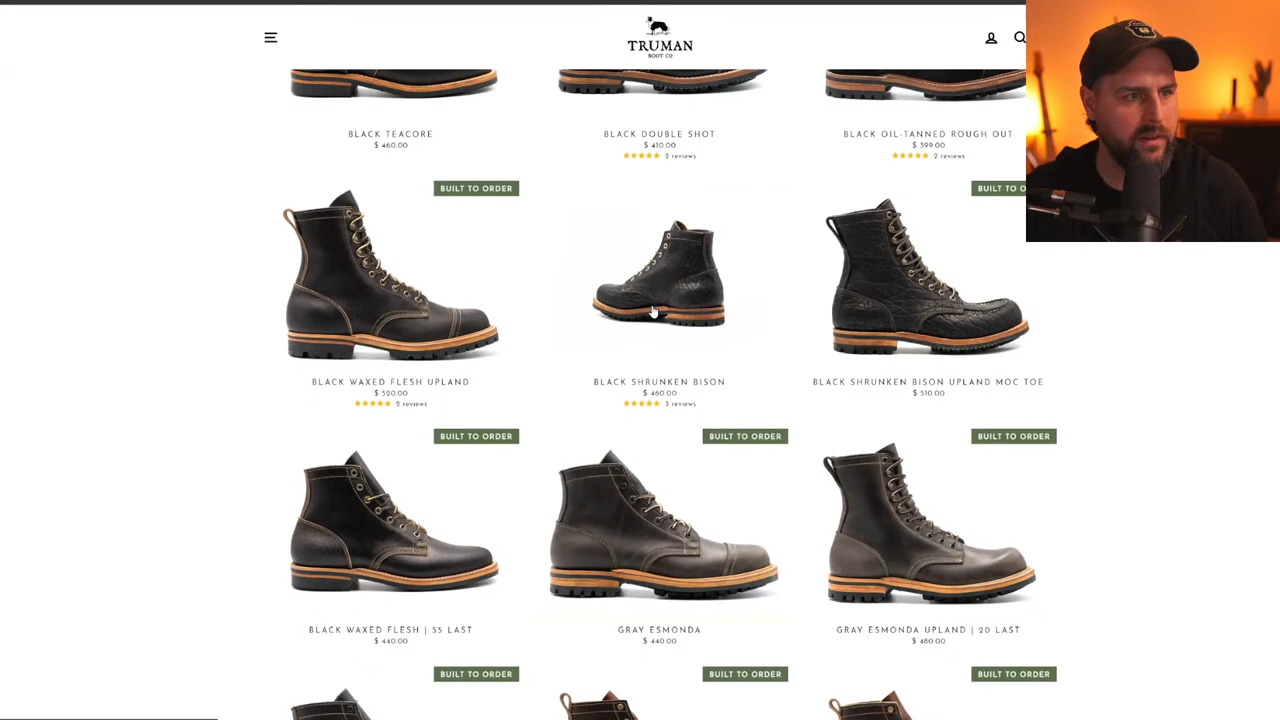 TRUMAN
BOOT CO
BLACK TEACORE
$ 460.00
BLACK DOUBLE SHOT
$ 410.00
2 reviews
BLACK OIL-TANNED ROUGH OUT
$ 399.00
2 reviews
BUILT TO ORDER
BUILT TO O
BLACK WAXED FLESH UPLAND
$ 520.00
2 reviews
BLACK SHRUNKEN BISON
$ 460.00
3 reviews
BLACK SHRUNKEN BISON UPLAND MOC TOE
$ 510.00
BUILT TO ORDER
BUILT TO ORDER
BUILT TO ORDER
BLACK WAXED FLESH | 55 LAST
$ 440.00
GRAY ESMONDA
$ 440.00
GRAY ESMONDA UPLAND | 20 LAST
$ 480.00
BUILT TO ORDER
BUILT TO ORDER
BUILT TO ORDER